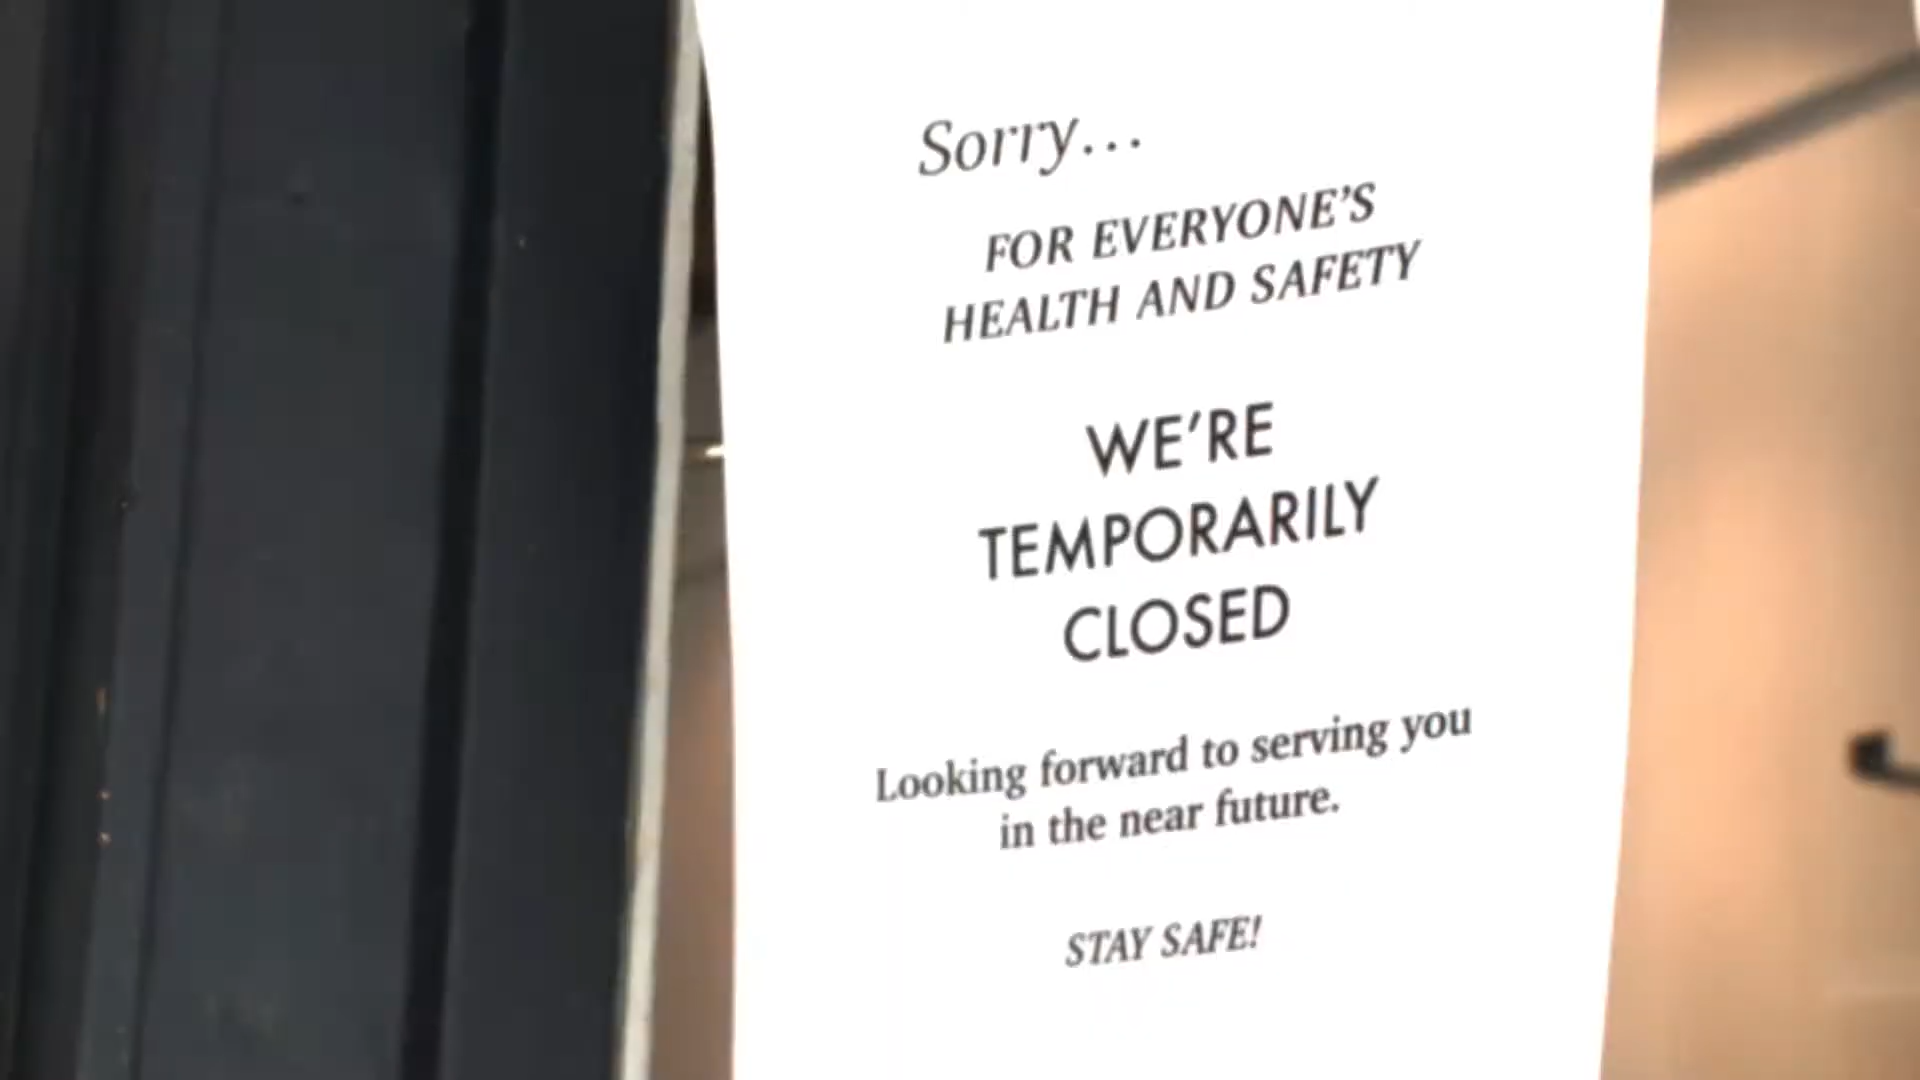 Sorry...
FOR EVERYONE’S
HEALTH AND SAFETY
WE’RE
TEMPORARILY
CLOSED
Looking forward to serving you
in the near future.
STAY SAFE!